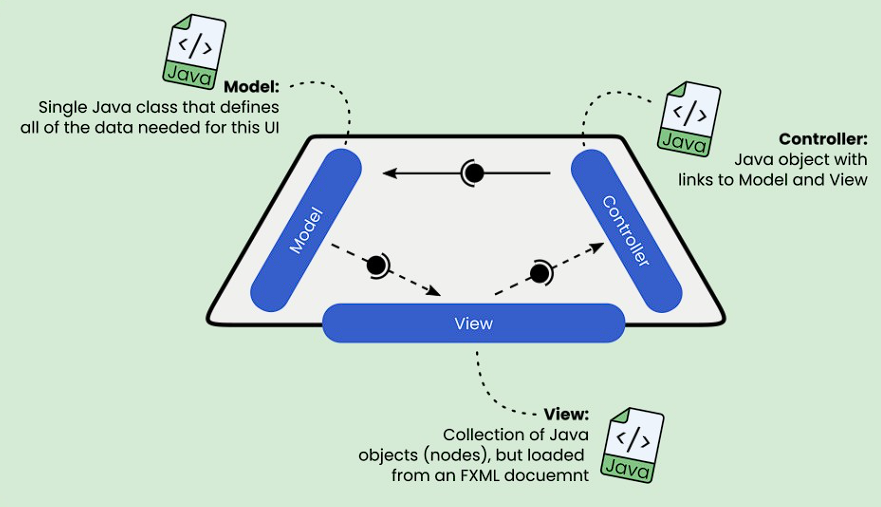 Java
Model:
Single Java class that defines
all of the data needed for this UI
Java
Controller:
Java object with
links to Model and View
Model
Controller
View
View:
Collection of Java
objects (nodes), but loaded
from an FXML docuemnt
Java